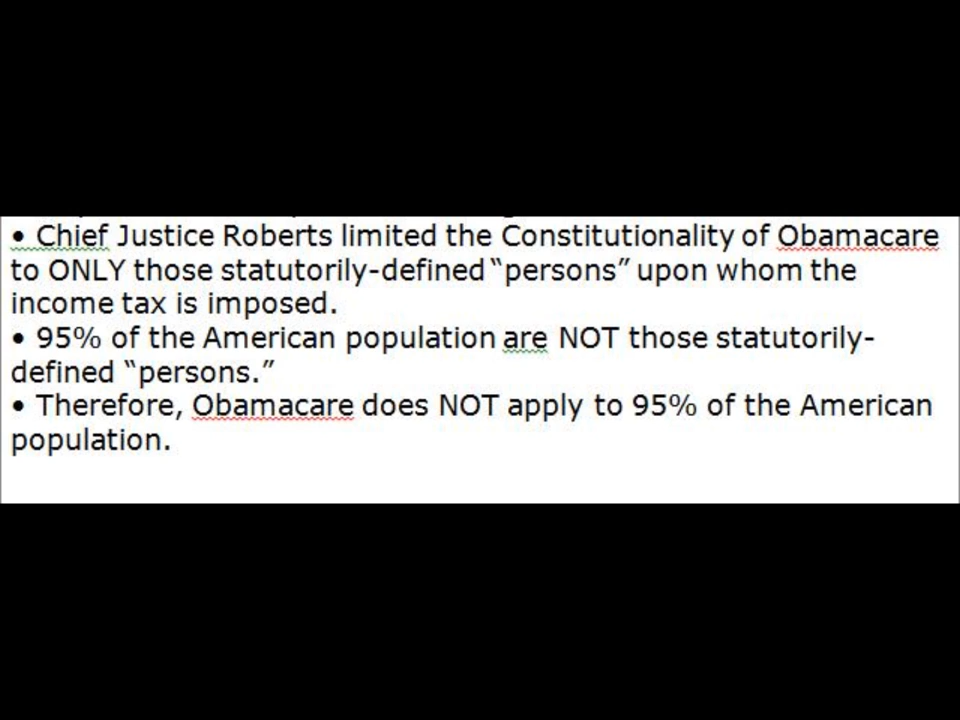 • Chief Justice Roberts limited the Constitutionality of Obamacare
to ONLY those statutorily-defined “persons” upon whom the
income tax is imposed.
• 95% of the American population are NOT those statutorily-
defined “persons.”
• Therefore, Obamacare does NOT apply to 95% of the American
population.